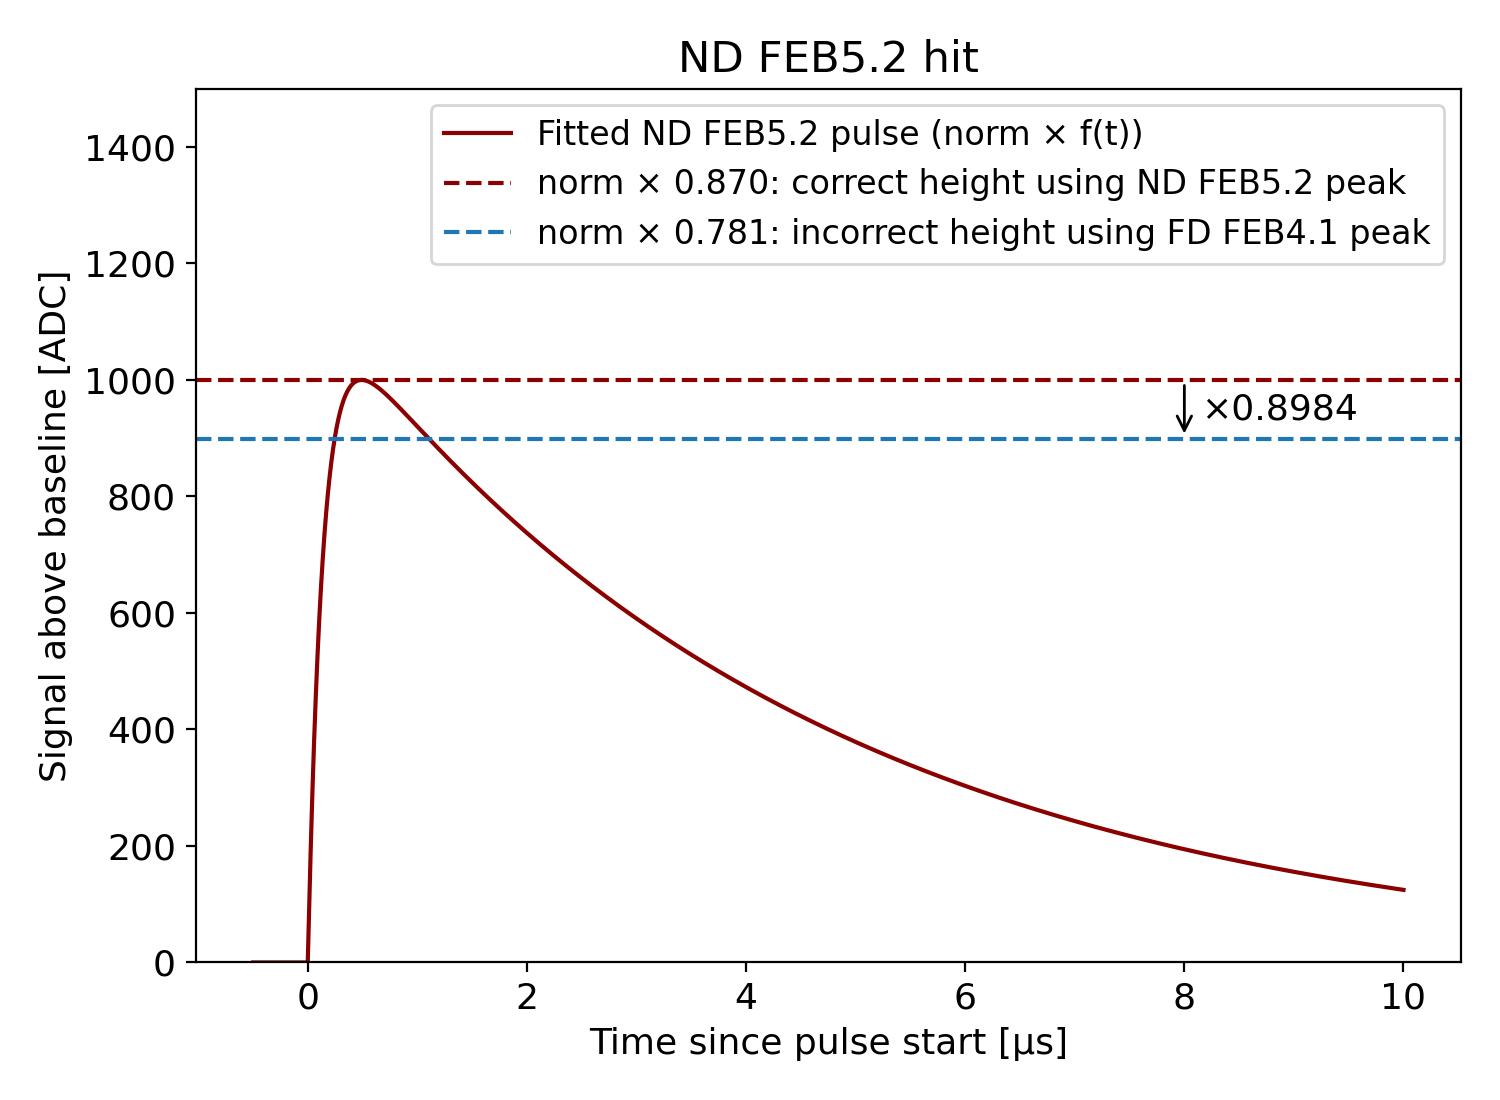 ND FEB5.2 hit
Fitted ND FEB5.2 pulse (norm × f(t))
norm × 0.870: correct height using ND FEB5.2 peak
norm × 0.781: incorrect height using FD FEB4.1 peak
Signal above baseline [ADC]
1400
1200
1000
800
600
400
200
0
×0.8984
0 2 4 6 8 10
Time since pulse start [μs]